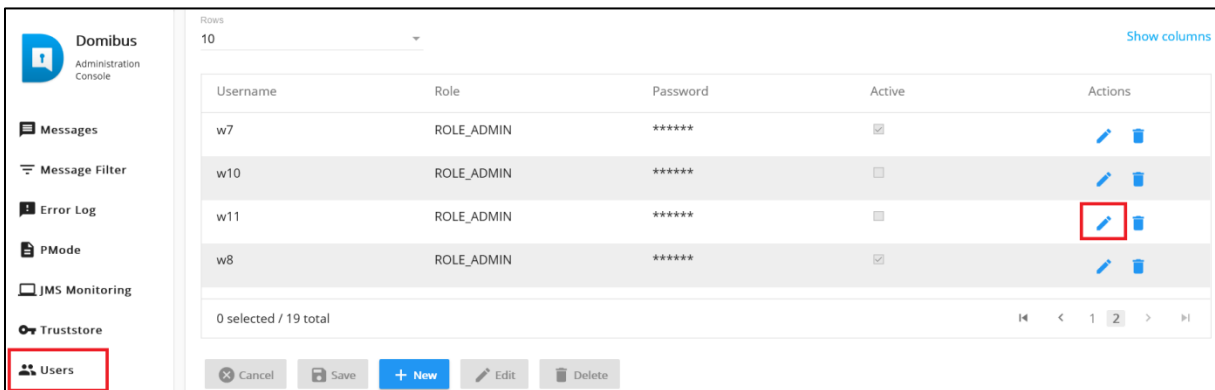 Domibus
Administration
Console
Messages
Message Filter
Error Log
PMode
JMS Monitoring
Truststore
Users
Rows
10
Show columns
Username Role Password Active Actions
w7 ROLE_ADMIN ******
w10 ROLE_ADMIN ******
w11 ROLE_ADMIN ******
w8 ROLE_ADMIN ******
0 selected / 19 total 1 2
Cancel Save + New Edit Delete